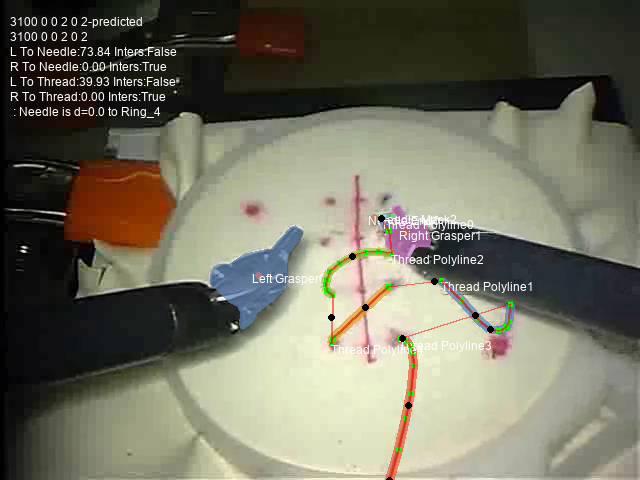 3100 0 0 2 0 2-predicted
3100 0 0 2 0 2
L To Needle:73.84 Inters:False
R To Needle:0.00 Inters:True
L To Thread:39.93 Inters:False
R To Thread:0.00 Inters:True
: Needle is d=0.0 to Ring_4
Thread Polyline0
Right Grasper1
Thread Polyline2
Left Grasper
Thread Polyline1
Thread Polyline
Thread Polyline3